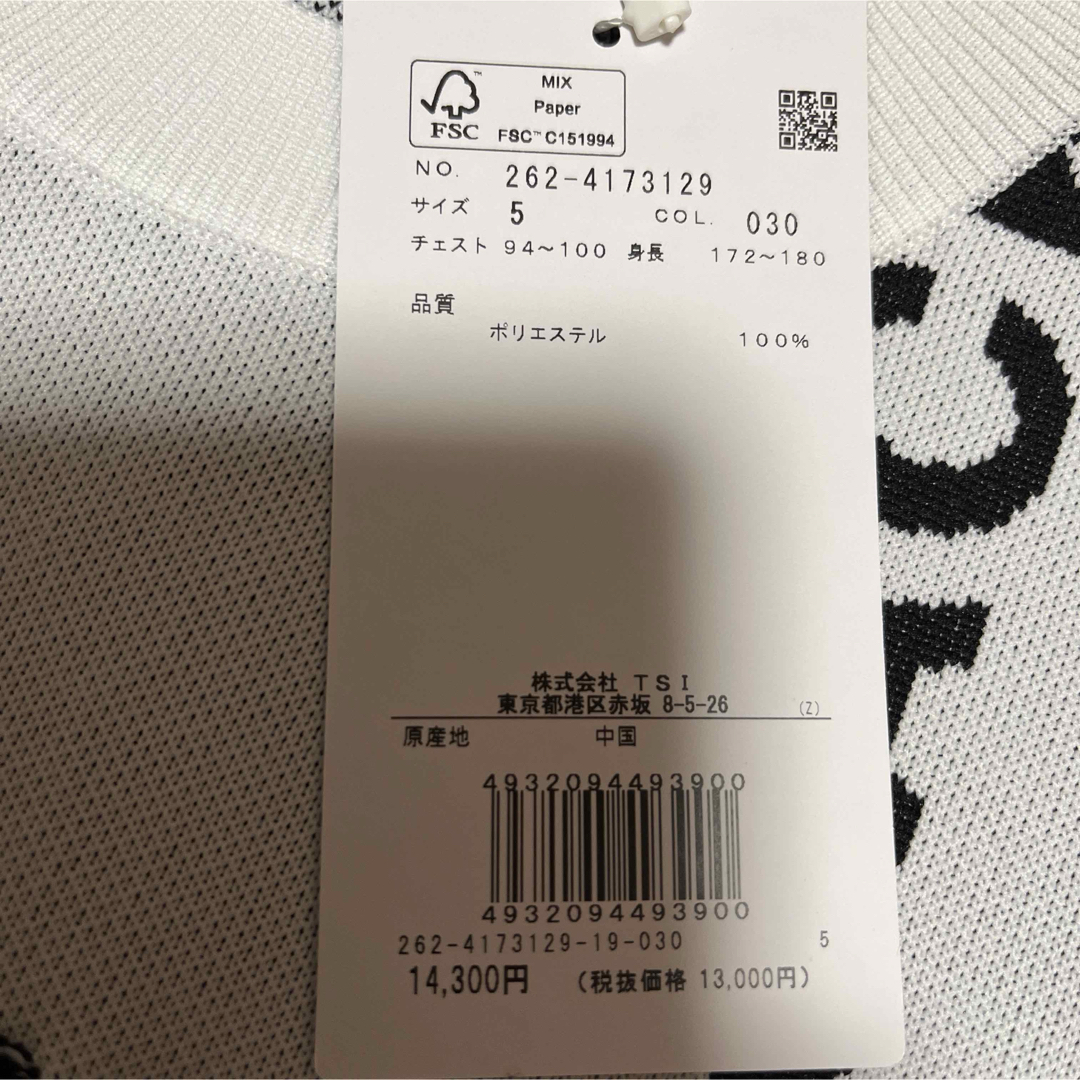 MIX
Paper
FSC™ C151994
FSC
NO. 262-4173129
サイズ 5 COL. 030
チェスト 94～100 身長 172～180
品質
ポリエステル 100%
株式会社 TSI
東京都港区赤坂 8-5-26 (Z)
原産地 中国
4932094493900
4932094493900
262-4173129-19-030 5
14,300円 (税抜価格 13,000円)